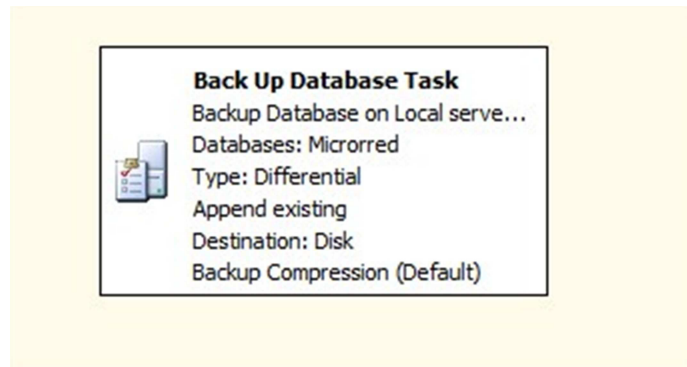 Back Up Database Task
Backup Database on Local serve...
Databases: Microrred
Type: Differential
Append existing
Destination: Disk
Backup Compression (Default)